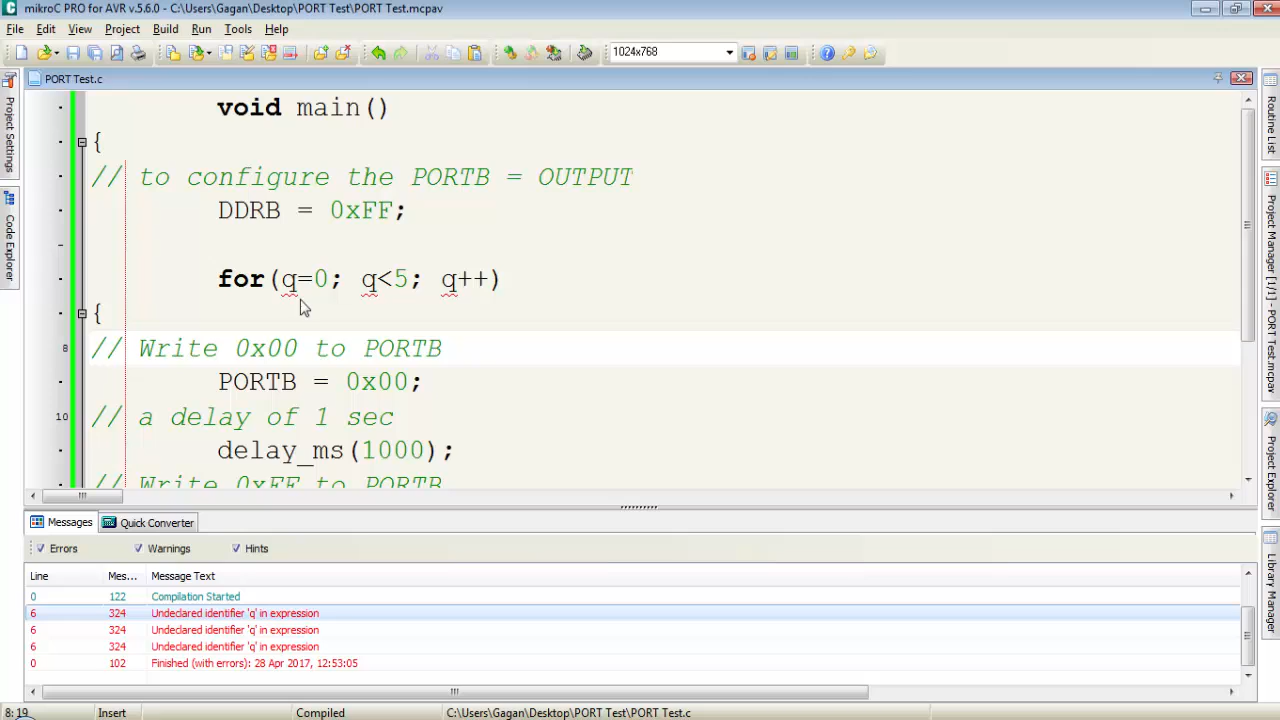 mikroC PRO for AVR v.5.6.0 - C:\Users\Gagan\Desktop\PORT Test\PORT Test.mcpav
File Edit View Project Build Run Tools Help
1024x768
PORT Test.c
void main()
{
// to configure the PORTB = OUTPUT
DDRB = 0xFF;
for(q=0; q<5; q++)
{
8 // Write 0x00 to PORTB
PORTB = 0x00;
10 // a delay of 1 sec
delay_ms(1000);
// Write 0xFF to PORTB
Project Settings
Code Explorer
Routine List
Project Manager [1/1] - PORT Test.mcpav
Project Explorer
Library Manager
Messages Quick Converter
Errors Warnings Hints
Line Mes... Message Text
0 122 Compilation Started
6 324 Undeclared identifier 'q' in expression
6 324 Undeclared identifier 'q' in expression
6 324 Undeclared identifier 'q' in expression
0 102 Finished (with errors): 28 Apr 2017, 12:53:05
8:19 Insert Compiled C:\Users\Gagan\Desktop\PORT Test\PORT Test.c